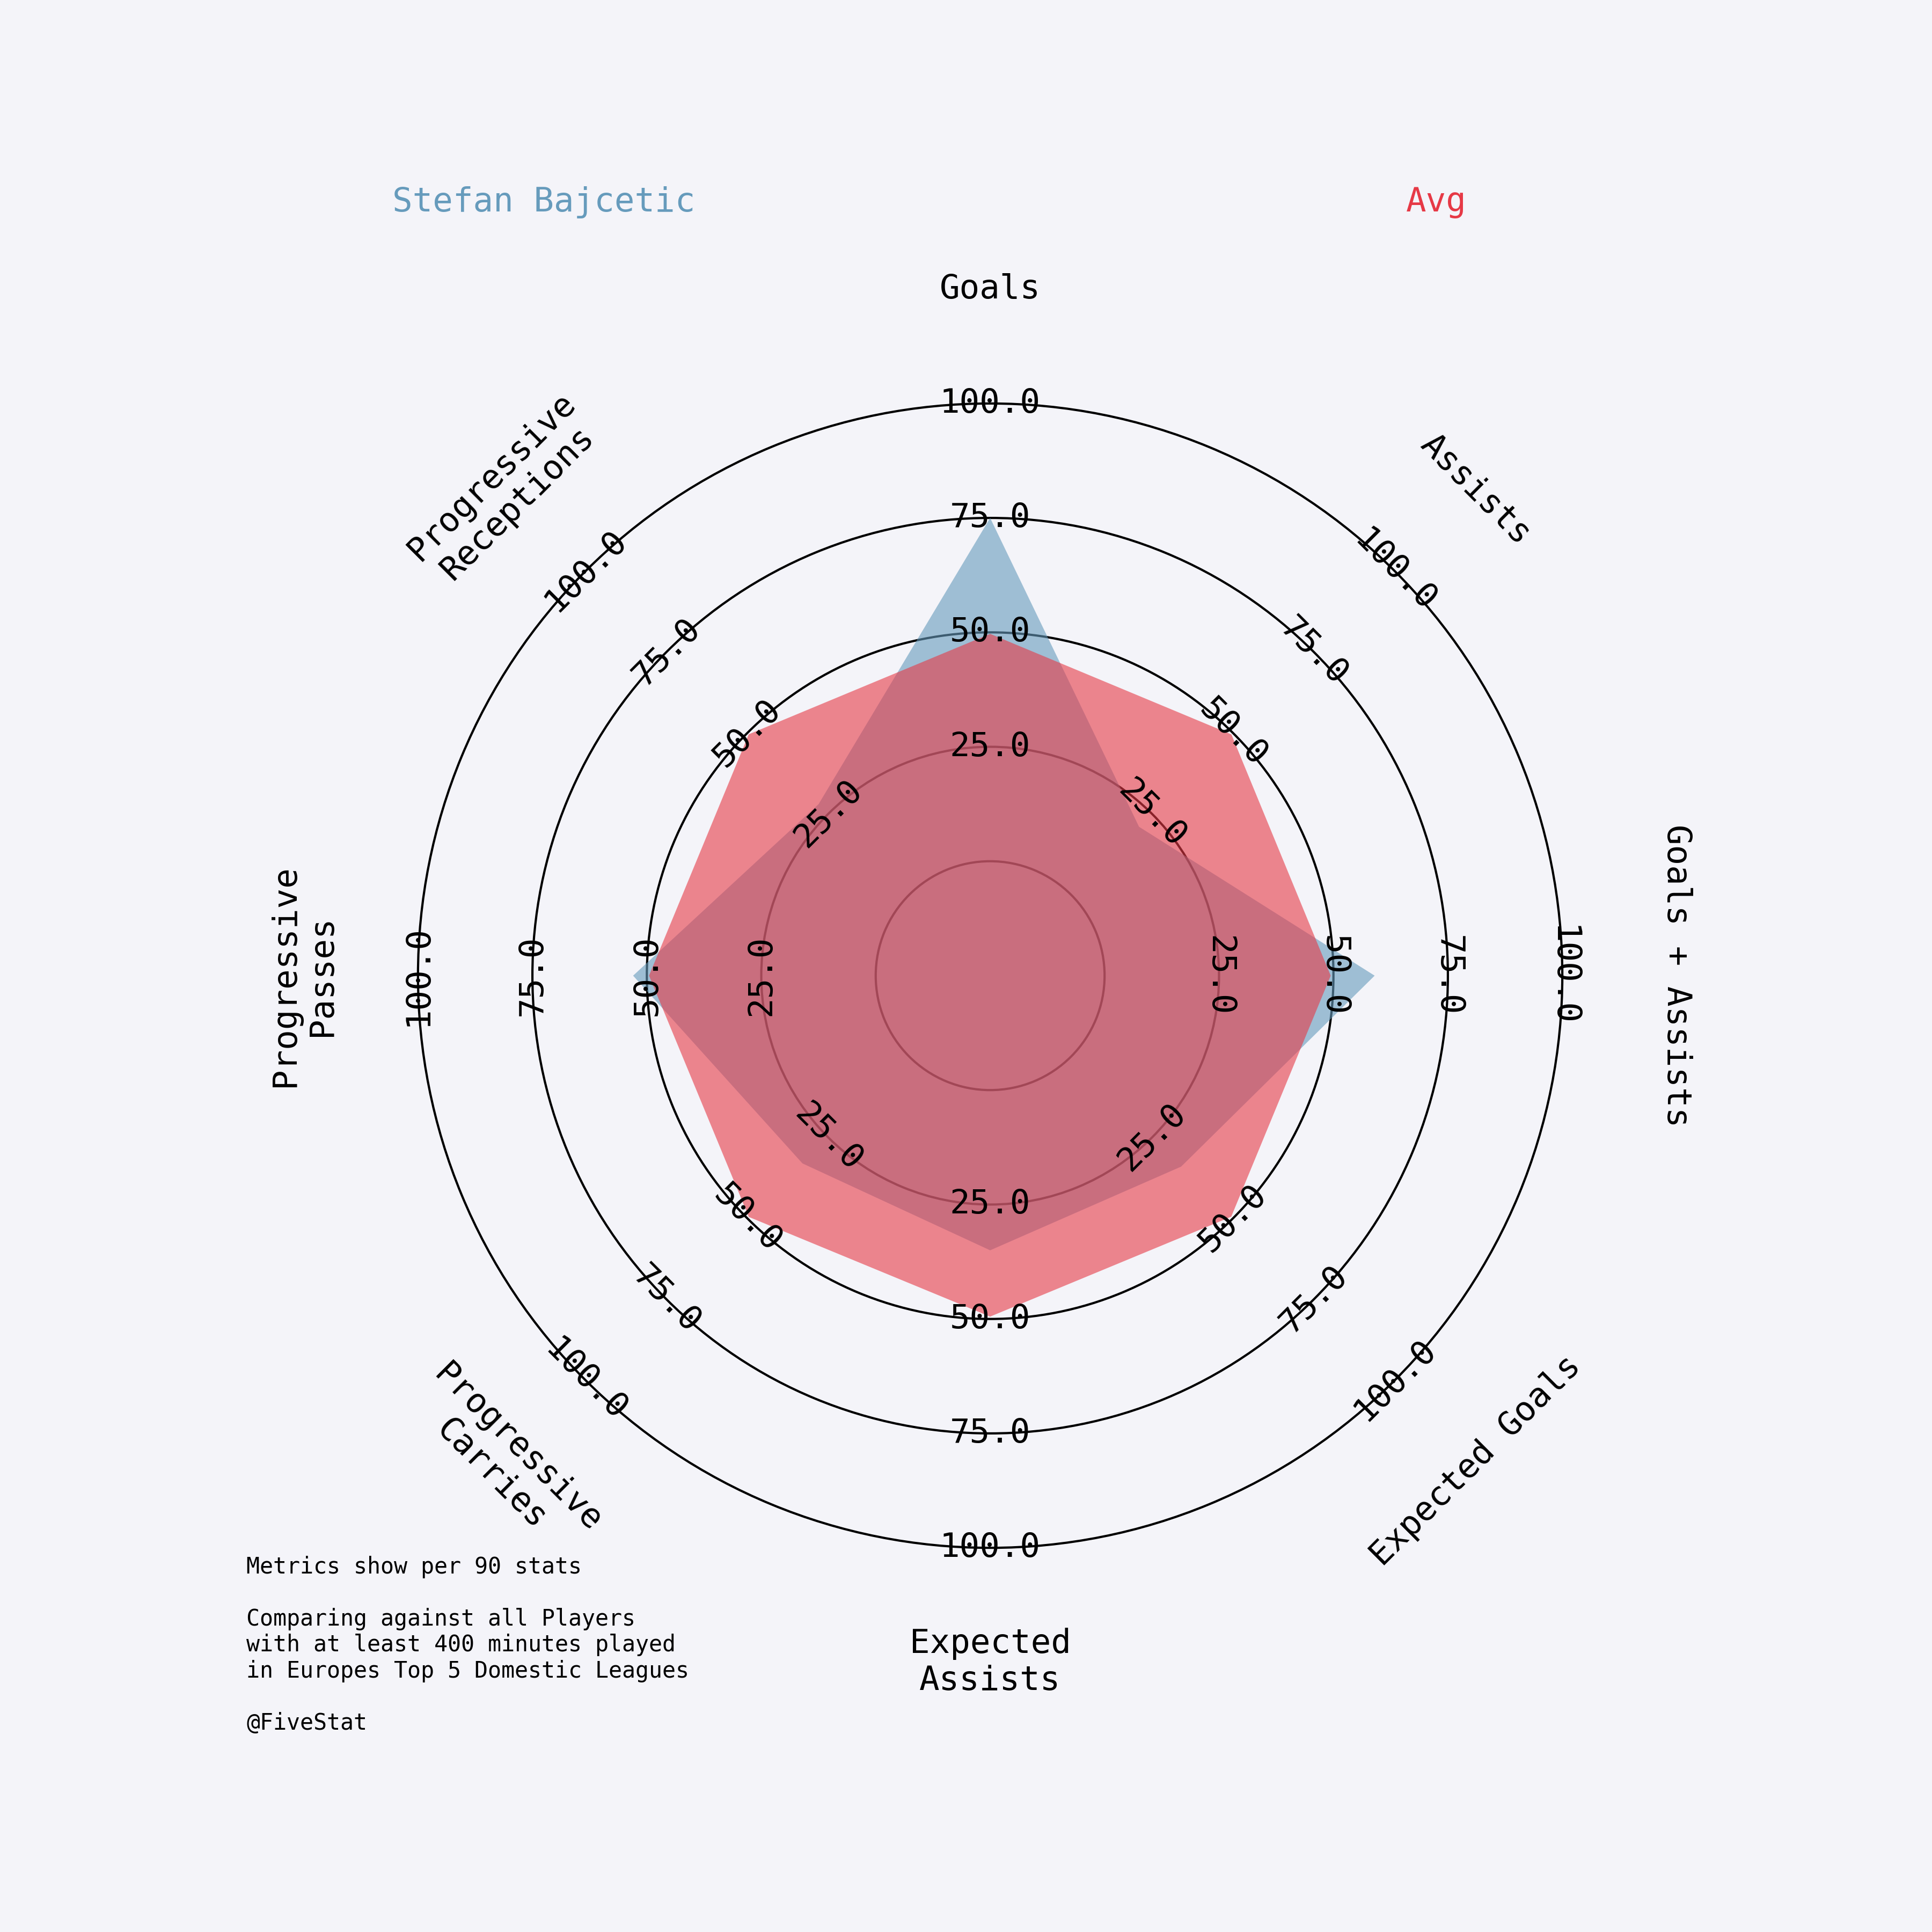 Stefan Bajcetic
Avg
Goals
Assists
Goals + Assists
Expected Goals
Expected
Assists
Progressive
Carries
Progressive
Passes
Progressive
Receptions
25.0
50.0
75.0
100.0
25.0
50.0
75.0
100.0
25.0
50.0
75.0
100.0
25.0
50.0
75.0
100.0
25.0
50.0
75.0
100.0
25.0
50.0
75.0
100.0
25.0
50.0
75.0
100.0
25.0
50.0
75.0
100.0
Metrics show per 90 stats
Comparing against all Players
with at least 400 minutes played
in Europes Top 5 Domestic Leagues
@FiveStat